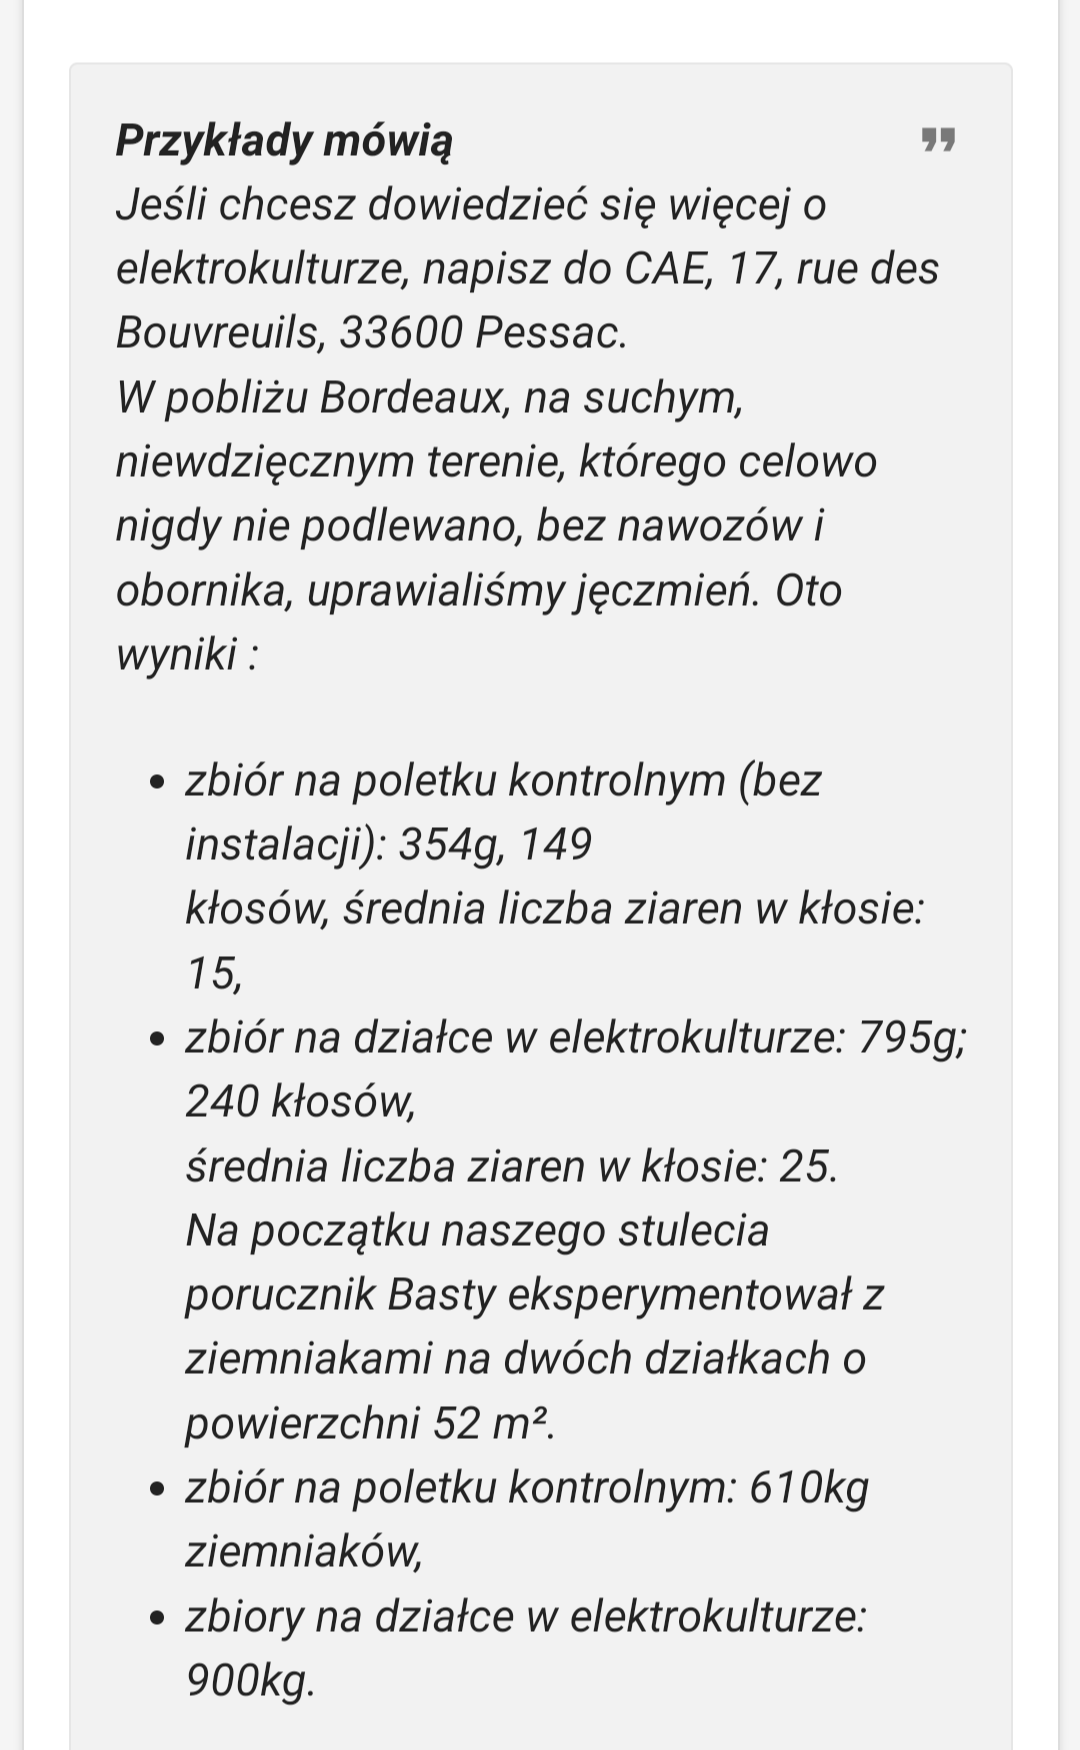 Przykłady mówią
Jeśli chcesz dowiedzieć się więcej o
elektrokulturze, napisz do CAE, 17, rue des
Bouvreuils, 33600 Pessac.
W pobliżu Bordeaux, na suchym,
niewdzięcznym terenie, którego celowo
nigdy nie podlewano, bez nawozów i
obornika, uprawialiśmy jęczmień. Oto
wyniki :
• zbiór na poletku kontrolnym (bez
instalacji): 354g, 149
kłosów, średnia liczba ziaren w kłosie:
15,
• zbiór na działce w elektrokulturze: 795g;
240 kłosów,
średnia liczba ziaren w kłosie: 25.
Na początku naszego stulecia
porucznik Basty eksperymentował z
ziemniakami na dwóch działkach o
powierzchni 52 m².
• zbiór na poletku kontrolnym: 610kg
ziemniaków,
• zbiory na działce w elektrokulturze:
900kg.